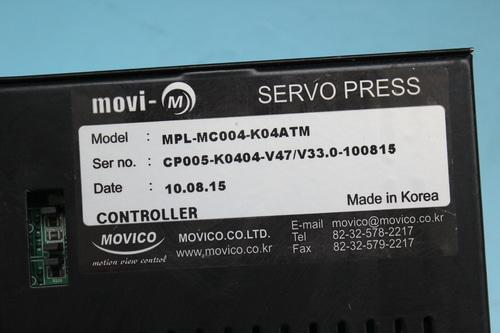 movi-M SERVO PRESS
Model : MPL-MC004-K04ATM
Ser no. : CP005-K0404-V47/V33.0-100815
Date : 10.08.15
Made in Korea
CONTROLLER
MOVICO
motion view control
MOVICO.CO.LTD.
www.movico.co.kr
E-mail movico@movico.co.kr
Tel 82-32-578-2217
Fax 82-32-579-2217